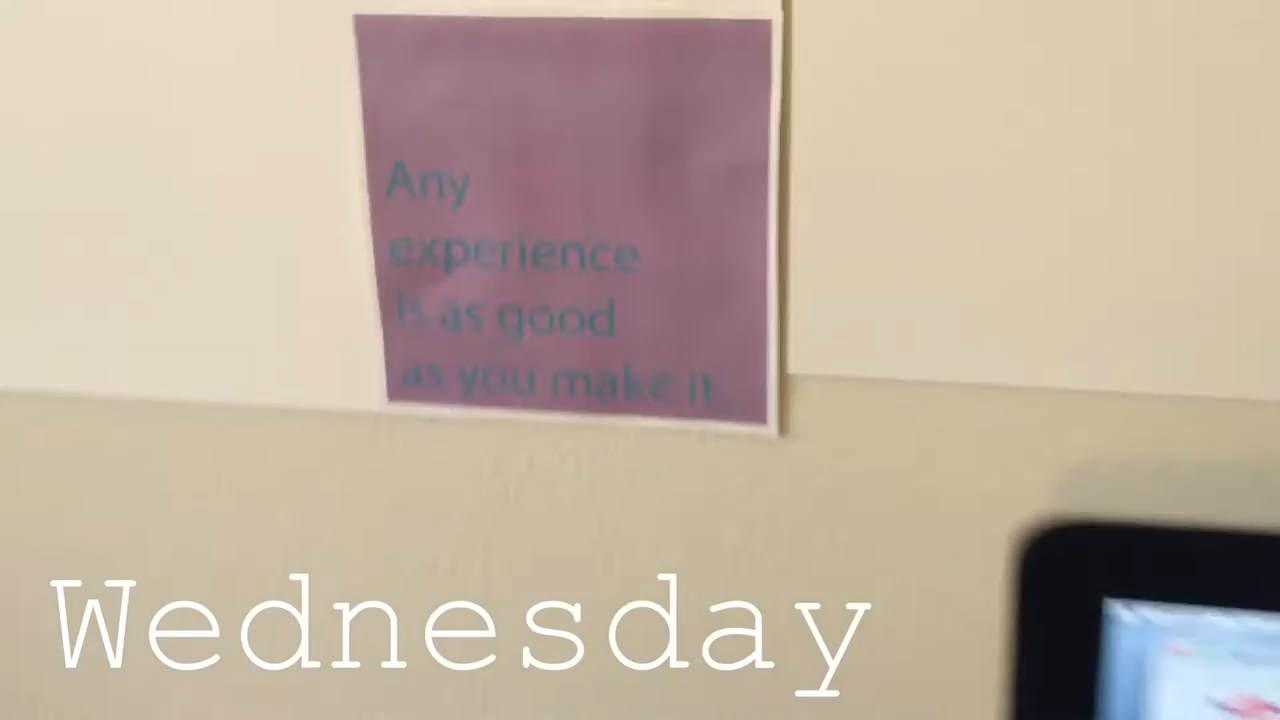 Any
experience
is as good
as you make it.
Wednesday